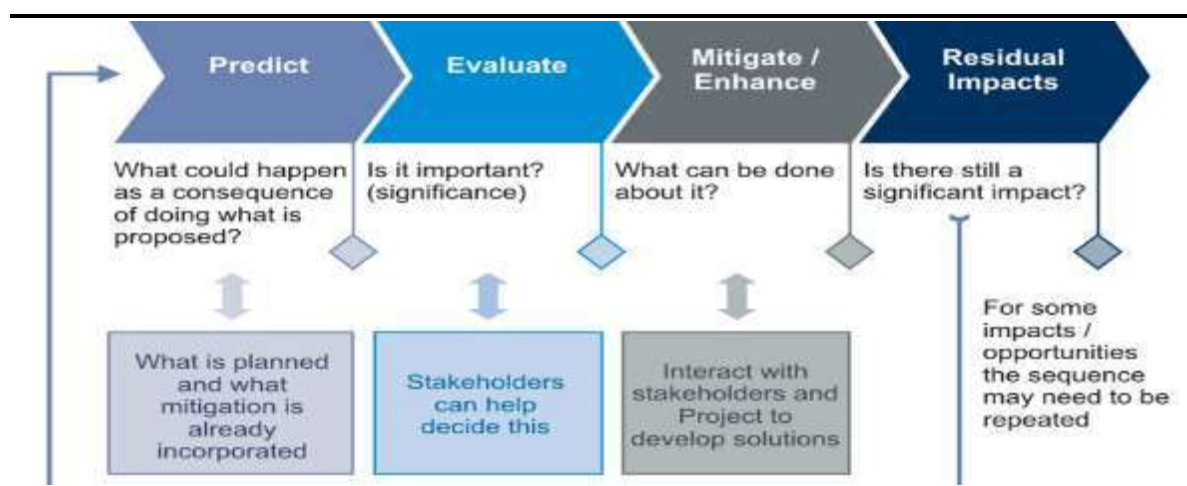 Predict
Evaluate
Mitigate /
Enhance
Residual
Impacts
What could happen
as a consequence
of doing what is
proposed?
Is it important?
(significance)
What can be done
about it?
Is there still a
significant impact?
What is planned
and what
mitigation is
already
incorporated
Stakeholders
can help
decide this
Interact with
stakeholders and
Project to
develop solutions
For some
impacts /
opportunities
the sequence
may need to be
repeated